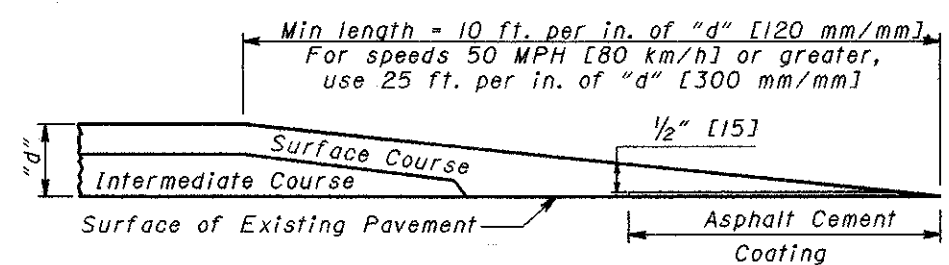 Min length = 10 ft. per in. of "d" [120 mm/mm]
For speeds 50 MPH [80 km/h] or greater,
use 25 ft. per in. of "d" [300 mm/mm]
½" [15]
"d"
Surface Course
Intermediate Course
Surface of Existing Pavement
Asphalt Cement
Coating